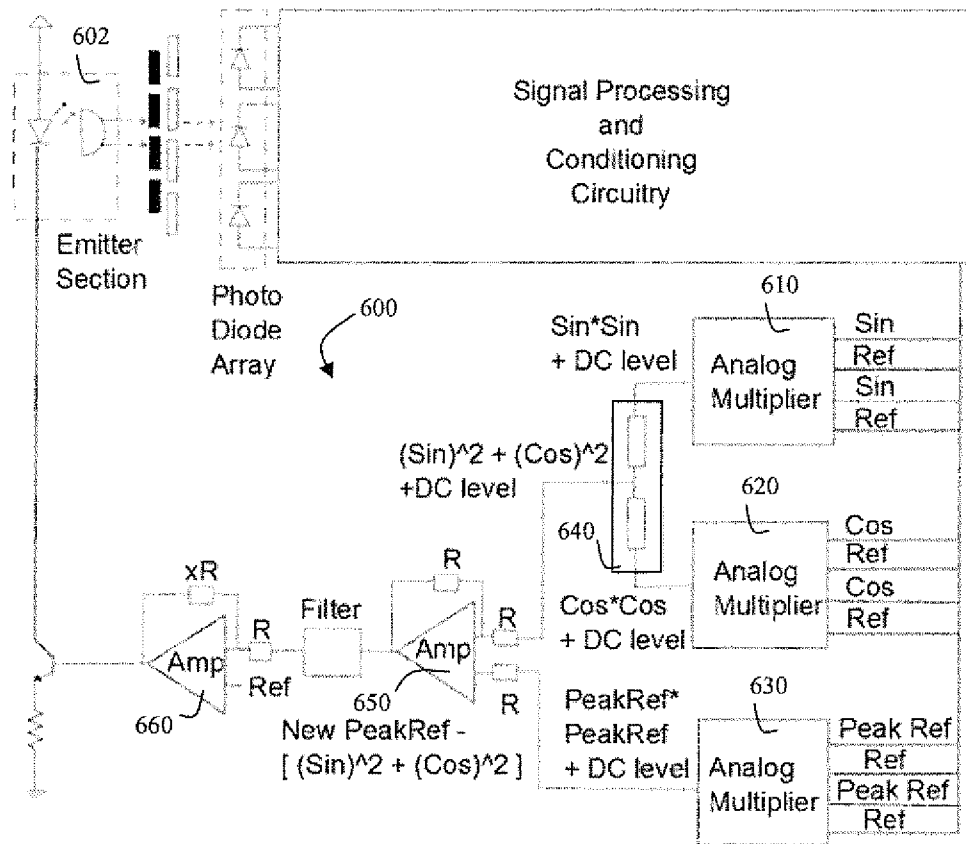 602
Signal Processing
and
Conditioning
Circuitry
Emitter
Section
Photo
Diode
Array
600
610
Sin*Sin
+ DC level
Analog
Multiplier
Sin
Ref
Sin
Ref
(Sin)^2 + (Cos)^2
+DC level
640
620
Analog
Multiplier
Cos
Ref
Cos
Ref
Cos*Cos
+ DC level
xR
R
Filter
R
R
Amp
Ref
660
Amp
650
R
New PeakRef -
[ (Sin)^2 + (Cos)^2 ]
PeakRef*
PeakRef
+ DC level
630
Analog
Multiplier
Peak Ref
Ref
Peak Ref
Ref